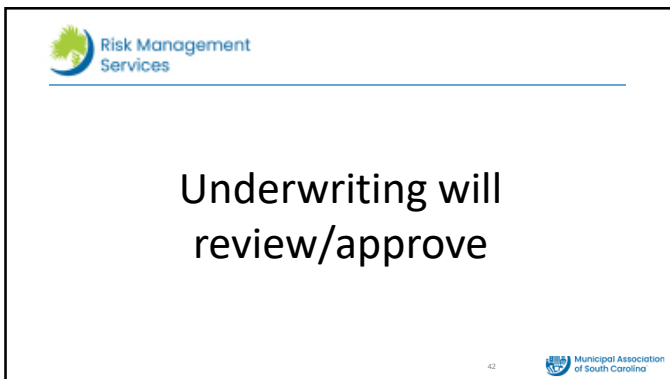 Risk Management
Services
Underwriting will
review/approve
42
Municipal Association
of South Carolina